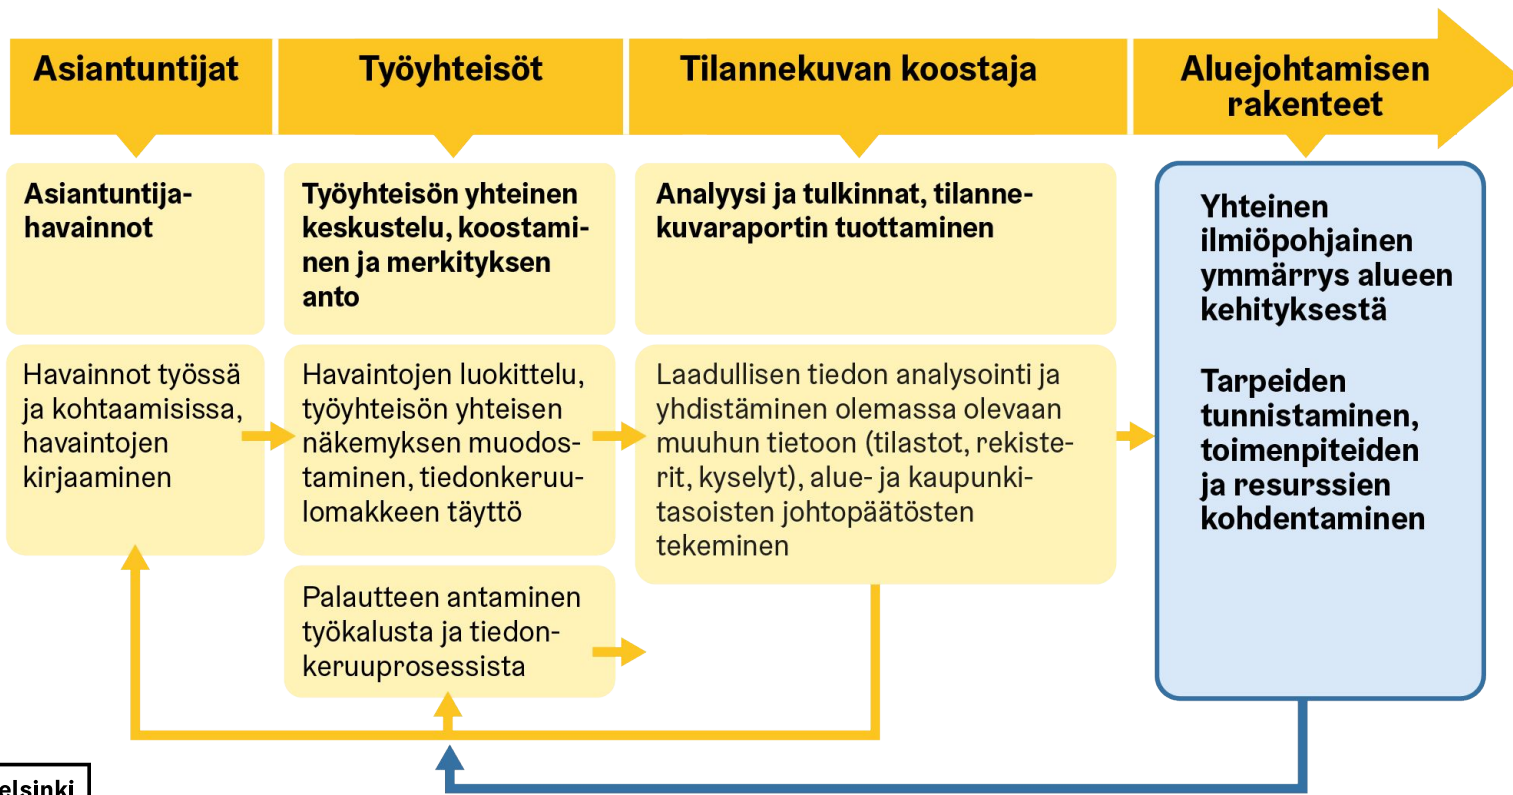 Asiantuntijat
Työyhteisöt
Tilannekuvan koostaja
Aluejohtamisen
rakenteet
Asiantuntija-
havainnot
Työyhteisön yhteinen
keskustelu, koostami-
nen ja merkityksen
anto
Analyysi ja tulkinnat, tilanne-
kuvaraportin tuottaminen
Yhteinen
ilmiöpohjainen
ymmärrys alueen
kehityksestä
Tarpeiden
tunnistaminen,
toimenpiteiden
ja resurssien
kohdentaminen
Havainnot työssä
ja kohtaamisissa,
havaintojen
kirjaaminen
Havaintojen luokittelu,
työyhteisön yhteisen
näkemyksen muodos-
taminen, tiedonkeruu-
lomakkeen täyttö
Laadullisen tiedon analysointi ja
yhdistäminen olemassa olevaan
muuhun tietoon (tilastot, rekiste-
rit, kyselyt), alue- ja kaupunki-
tasoisten johtopäätösten
tekeminen
Palautteen antaminen
työkalusta ja tiedon-
keruuprosessista
elsinki